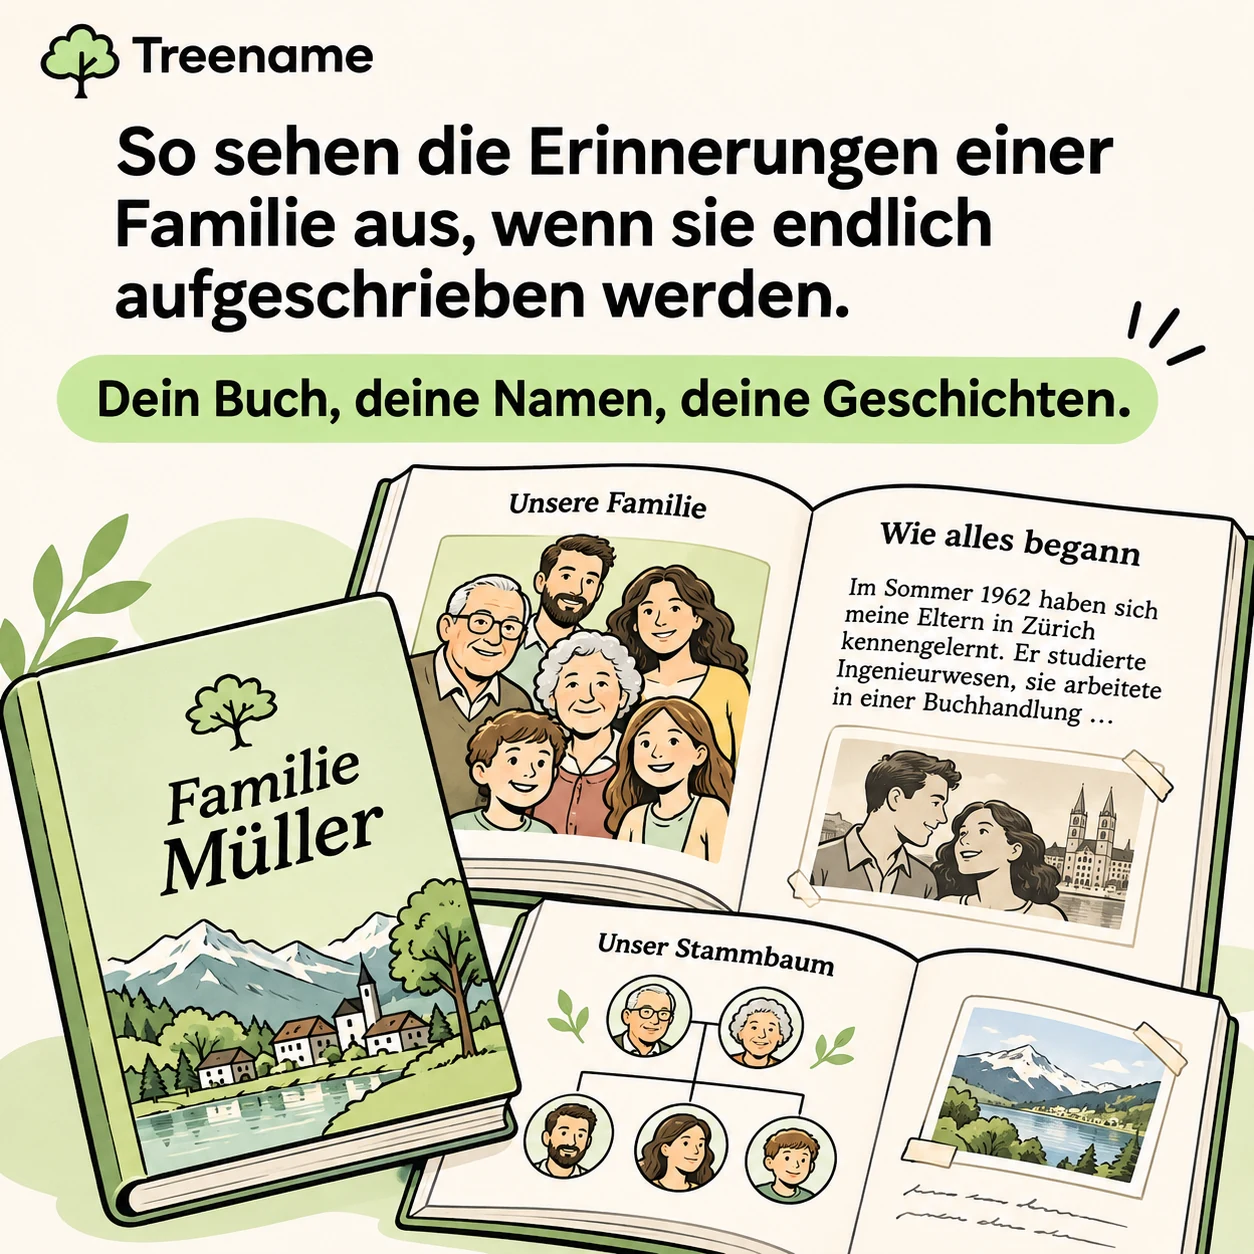 Treename
So sehen die Erinnerungen einer
Familie aus, wenn sie endlich
aufgeschrieben werden.
Dein Buch, deine Namen, deine Geschichten.
Unsere Familie
Wie alles begann
Im Sommer 1962 haben sich
meine Eltern in Zürich
kennengelernt. Er studierte
Ingenieurwesen, sie arbeitete
in einer Buchhandlung ...
Familie
Müller
Unser Stammbaum